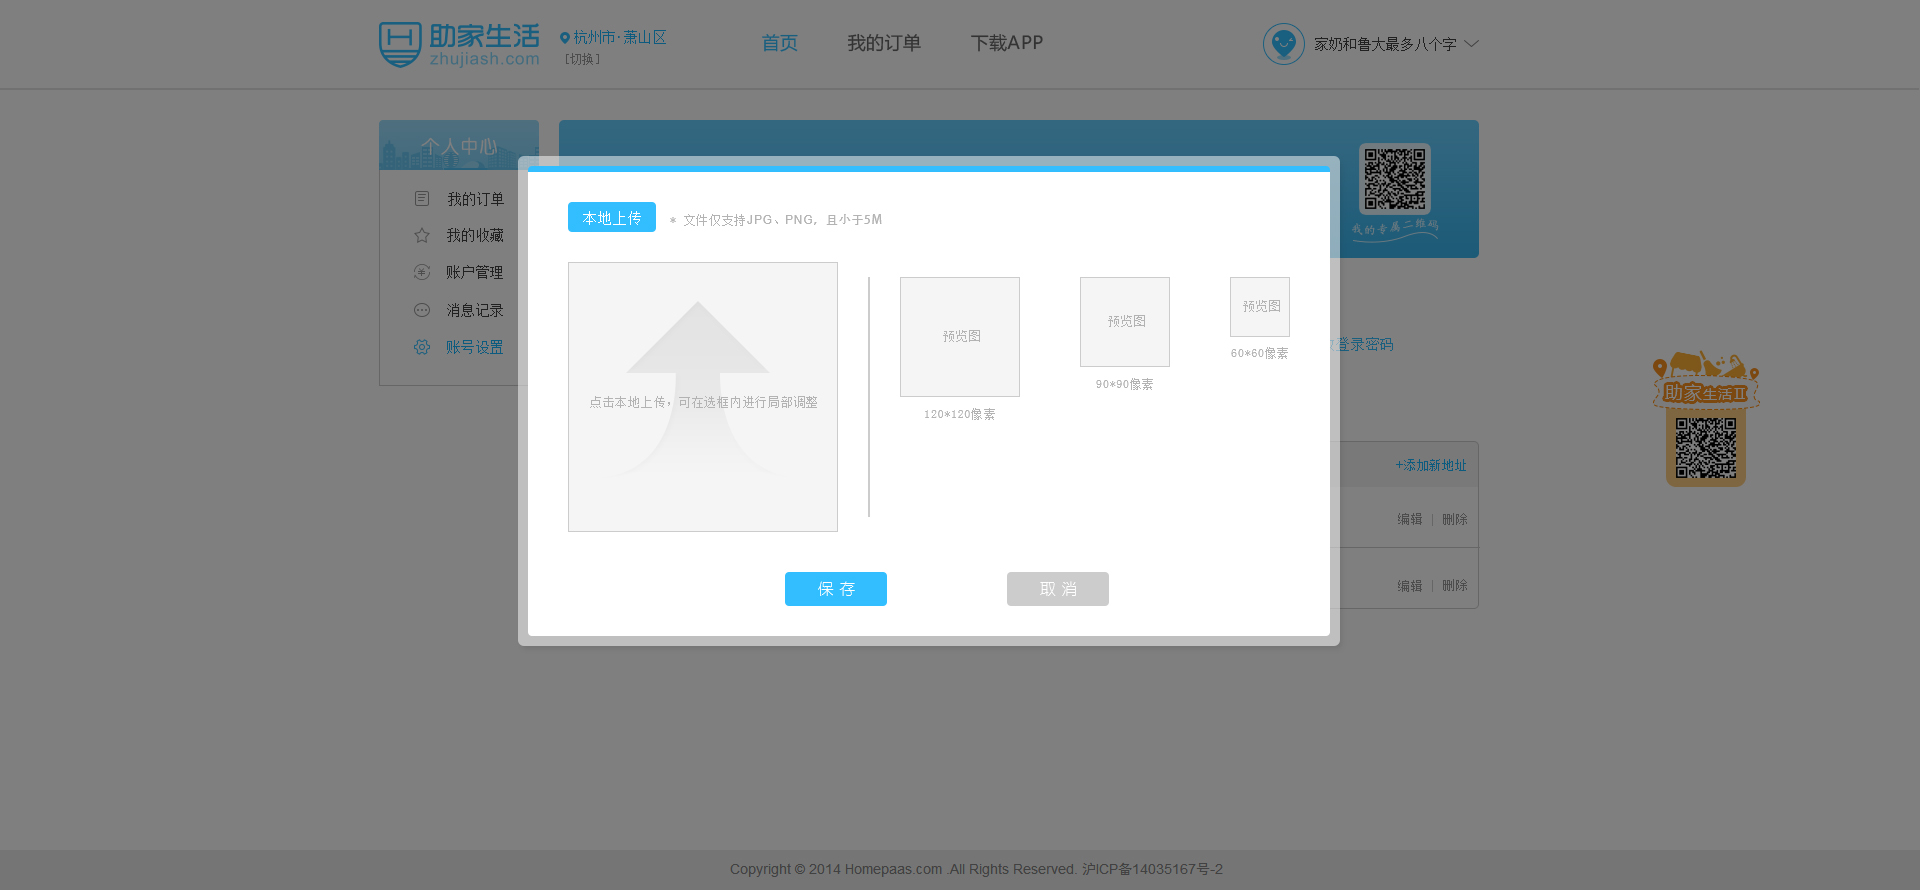 助家生活
zhujiash.com
杭州市·萧山区
[切换]
首页
我的订单
下载APP
家奶和鲁大最多八个字
个人中心
我的订单
我的收藏
账户管理
消息记录
账号设置
我的专属二维码
本地上传
* 文件仅支持JPG、PNG，且小于5M
点击本地上传，可在选框内进行局部调整
预览图
120*120像素
预览图
90*90像素
预览图
60*60像素
保存
取消
登录密码
+添加新地址
编辑 | 删除
编辑 | 删除
助家生活II
Copyright © 2014 Homepaas.com .All Rights Reserved. 沪ICP备14035167号-2